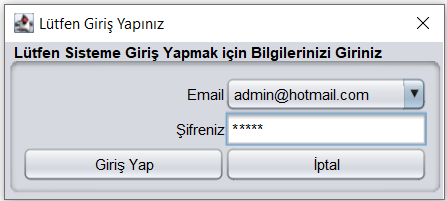 Lütfen Giriş Yapınız
Lütfen Sisteme Giriş Yapmak için Bilgilerinizi Giriniz
Email admin@hotmail.com
Şifreniz *****
Giriş Yap İptal